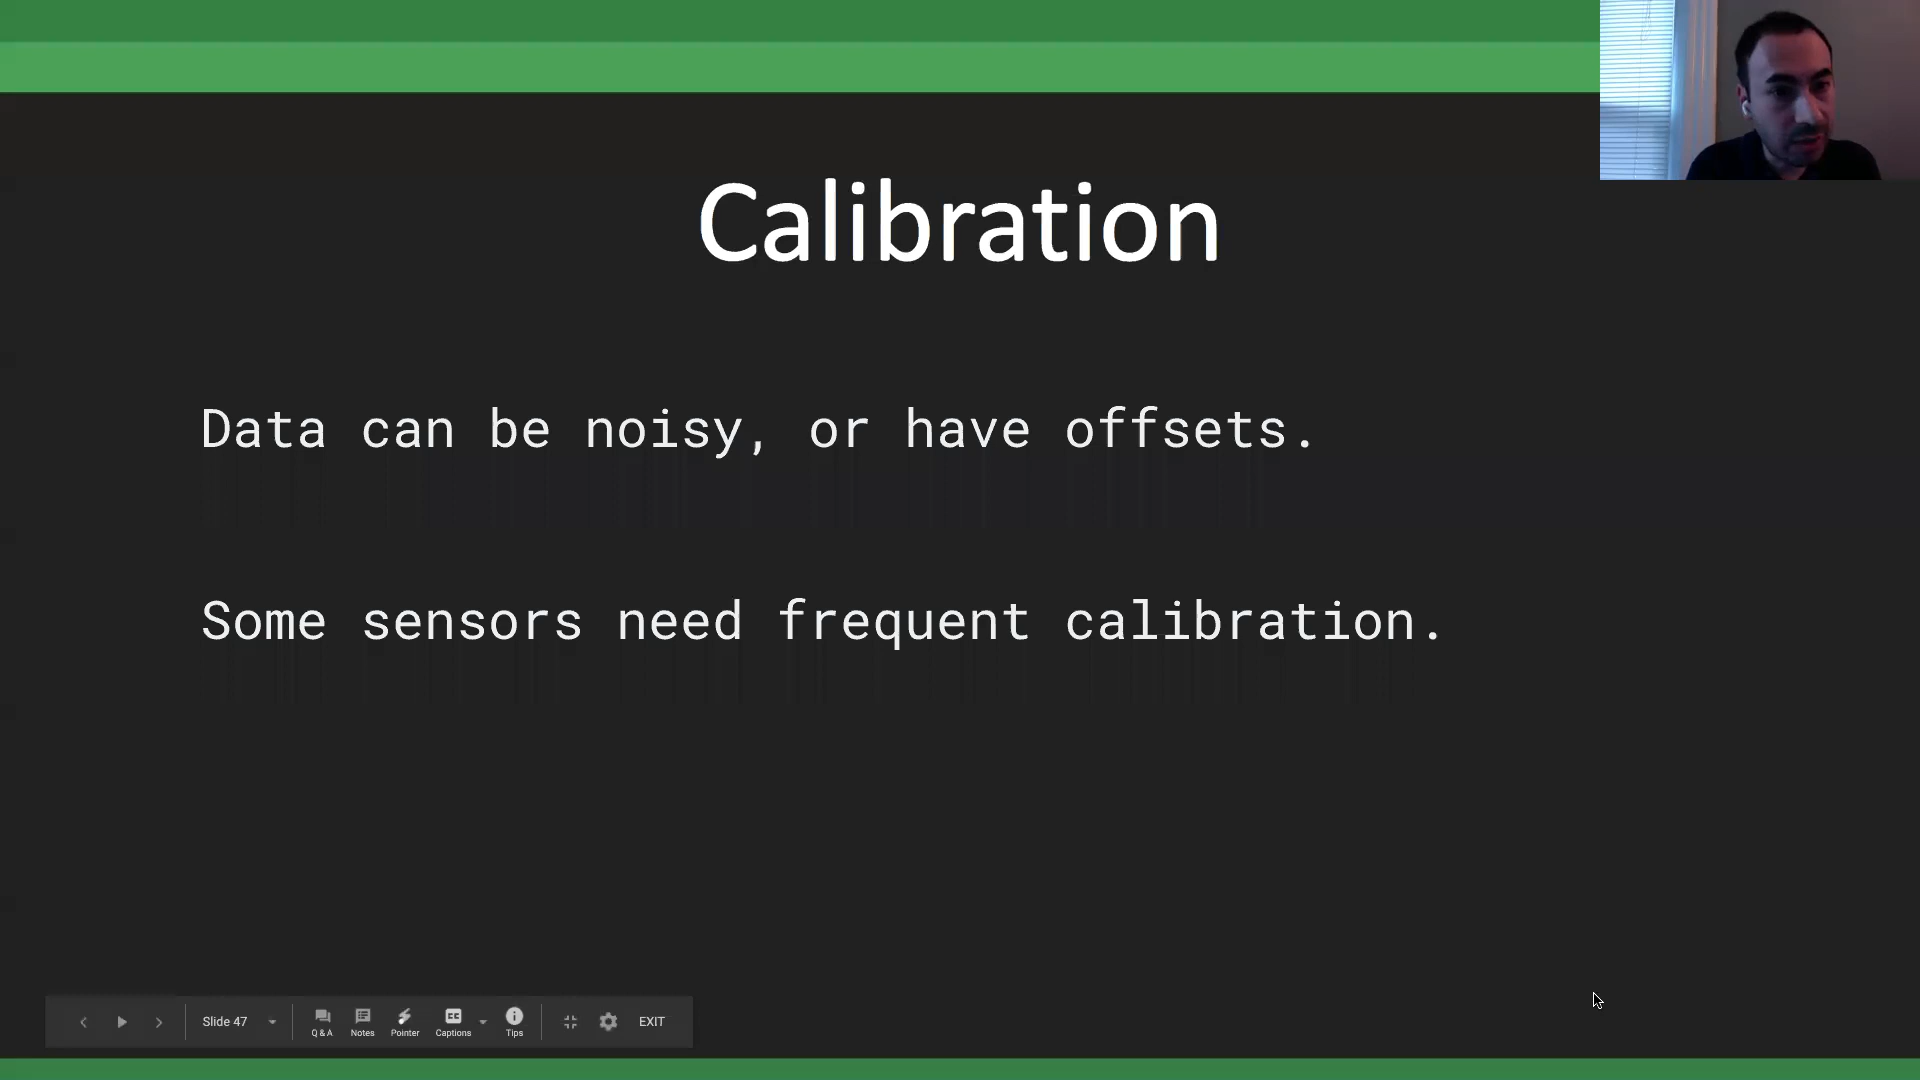 Calibration
Data can be noisy, or have offsets.
Some sensors need frequent calibration.
Slide 47
Q & A
Notes
Pointer
CC
Captions
Tips
EXIT